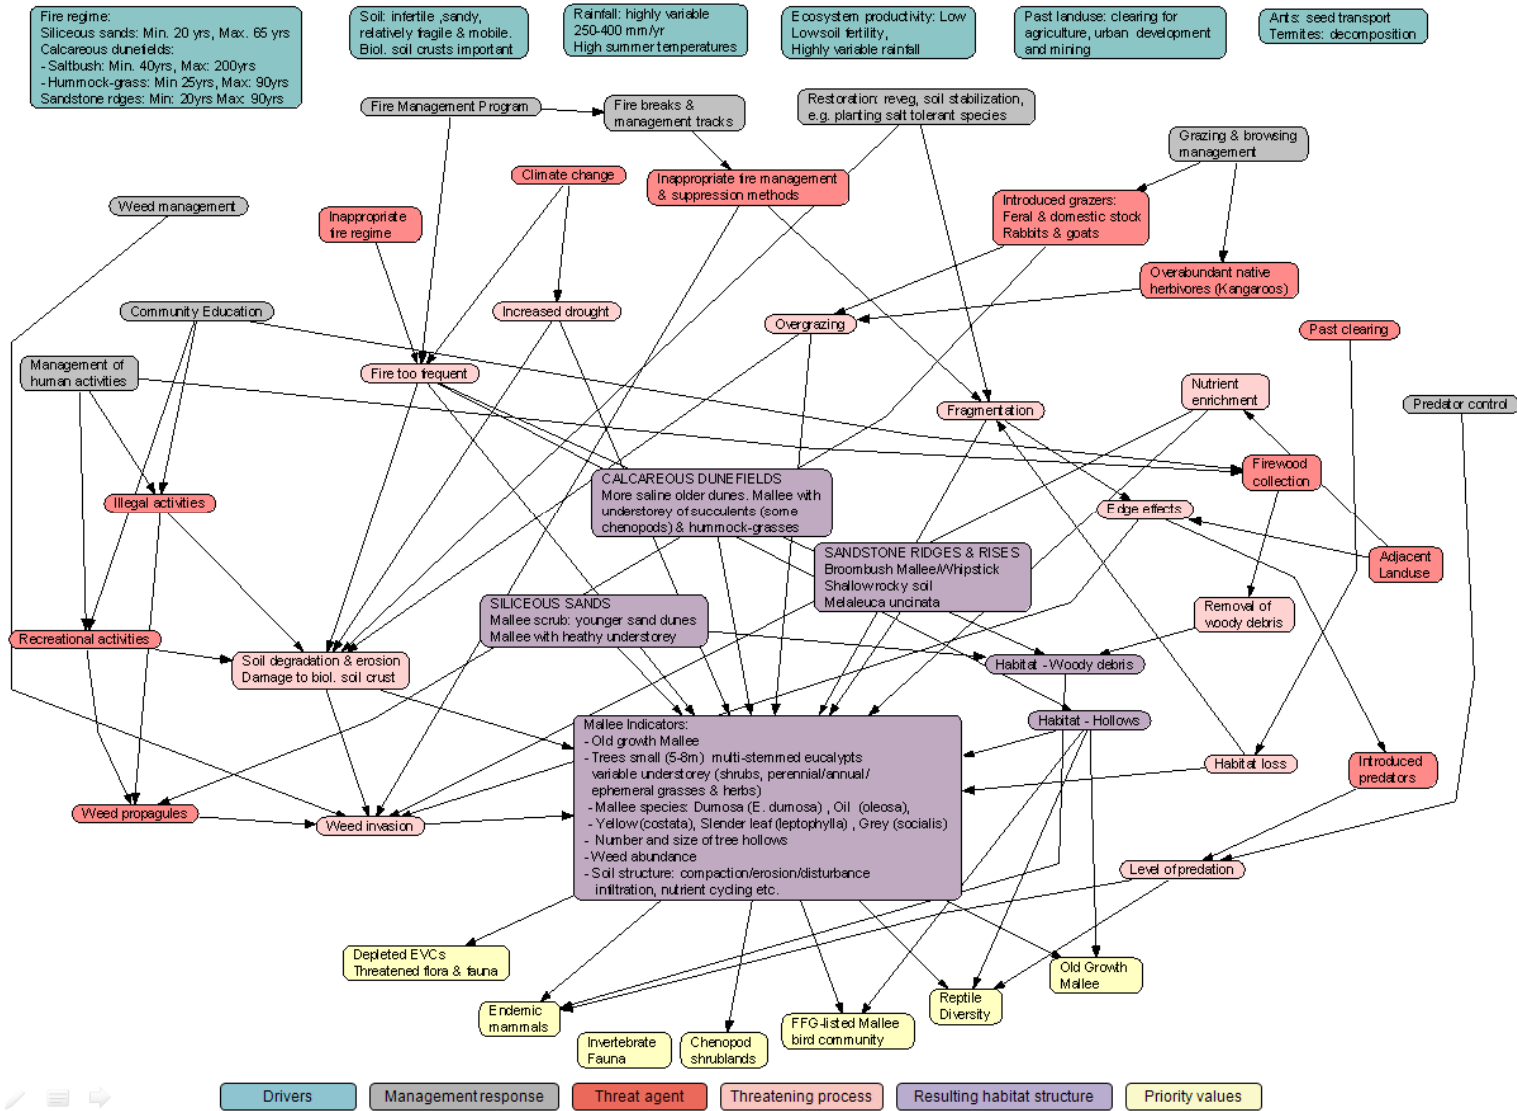 Fire regime:
Siliceous sands: Min. 20 yrs, Max. 65 yrs
Calcareous dunefields:
- Saltbush: Min. 40yrs, Max: 200yrs
-Hummock-grass: Min 25yrs, Max: 90yrs
Sandstone rdges: Min: 20yrs Max: 90yrs
Soil: infertile ,sandy,
relatively fragile & mobile.
Biol. soil crusts important
Rainfall: highly variable
250-400 mm/yr
High summer temperatures
Ecosystem productivity: Low
Low soil fertility,
Highly variable rainfall
Past landuse: clearing for
agriculture, urban development
and mining
Ants: seed transport
Termites: decomposition
Fire Management Program
Fire breaks &
management tracks
Restoration: reveg, soil stabilization,
e.g. planting salt tolerant species
Grazing & browsing
management
Climate change
Inappropriate fire management
& suppression methods
Introduced grazers:
Feral & domestic stock
Rabbits & goats
Weed management
Inappropriate
fire regime
Overabundant native
herbivores (Kangaroos)
Community Education
Increased drought
Overgrazing
Past clearing
Management of
human activities
Fire too frequent
Nutrient
enrichment
Fragmentation
Predator control
Firewood
collection
CALCAREOUS DUNEFIELDS
More saline older dunes. Mallee with
understorey of succulents (some
chenopods) & hummock-grasses
Illegal activities
Edge effects
SANDSTONE RIDGES & RISES
Broombush Mallee/Whipstick
Shallow rocky soil
Melaleuca uncinata
Adjacent
Landuse
SILICEOUS SANDS
Mallee scrub: younger sand dunes
Mallee with heathy understorey
Removal of
woody debris
Recreational activities
Soil degradation & erosion
Damage to biol. soil crust
Habitat - Woody debris
Habitat - Hollows
Mallee Indicators:
- Old growth Mallee
- Trees small (5-8m) multi-stemmed eucalypts
variable understorey (shrubs, perennial/annual/
ephemeral grasses & herbs)
- Mallee species: Dumosa (E. dumosa) , Oil (oleosa),
- Yellow (costata), Slender leaf (leptophylla) , Grey (socialis)
- Number and size of tree hollows
- Weed abundance
- Soil structure: compaction/erosion/disturbance
infiltration, nutrient cycling etc.
Habitat loss
Introduced
predators
Weed propagules
Weed invasion
Level of predation
Depleted EVCs
Threatened flora & fauna
Old Growth
Mallee
Endemic
mammals
Reptile
Diversity
FFG-listed Mallee
bird community
Invertebrate
Fauna
Chenopod
shrublands
Drivers
Management response
Threat agent
Threatening process
Resulting habitat structure
Priority values